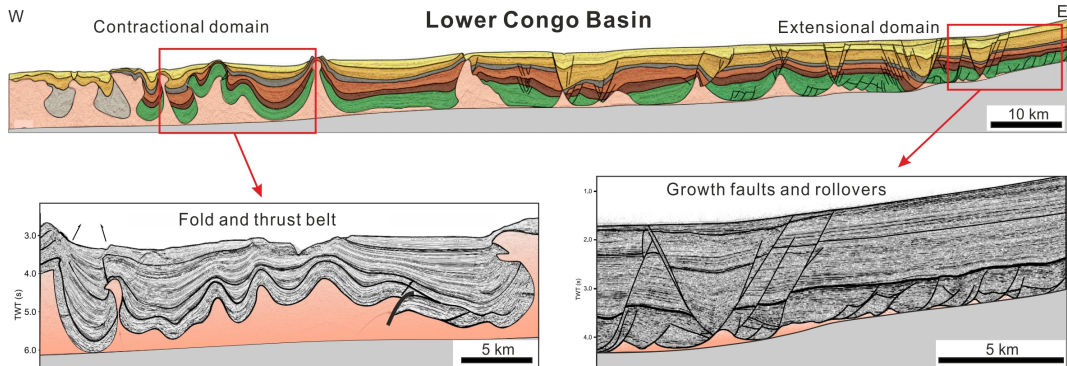 W
Lower Congo Basin
E
Contractional domain
Extensional domain
10 km
Fold and thrust belt
3.0
4.0
5.0
6.0
TWT (s)
5 km
Growth faults and rollovers
1.0
2.0
3.0
4.0
TWT (s)
5 km